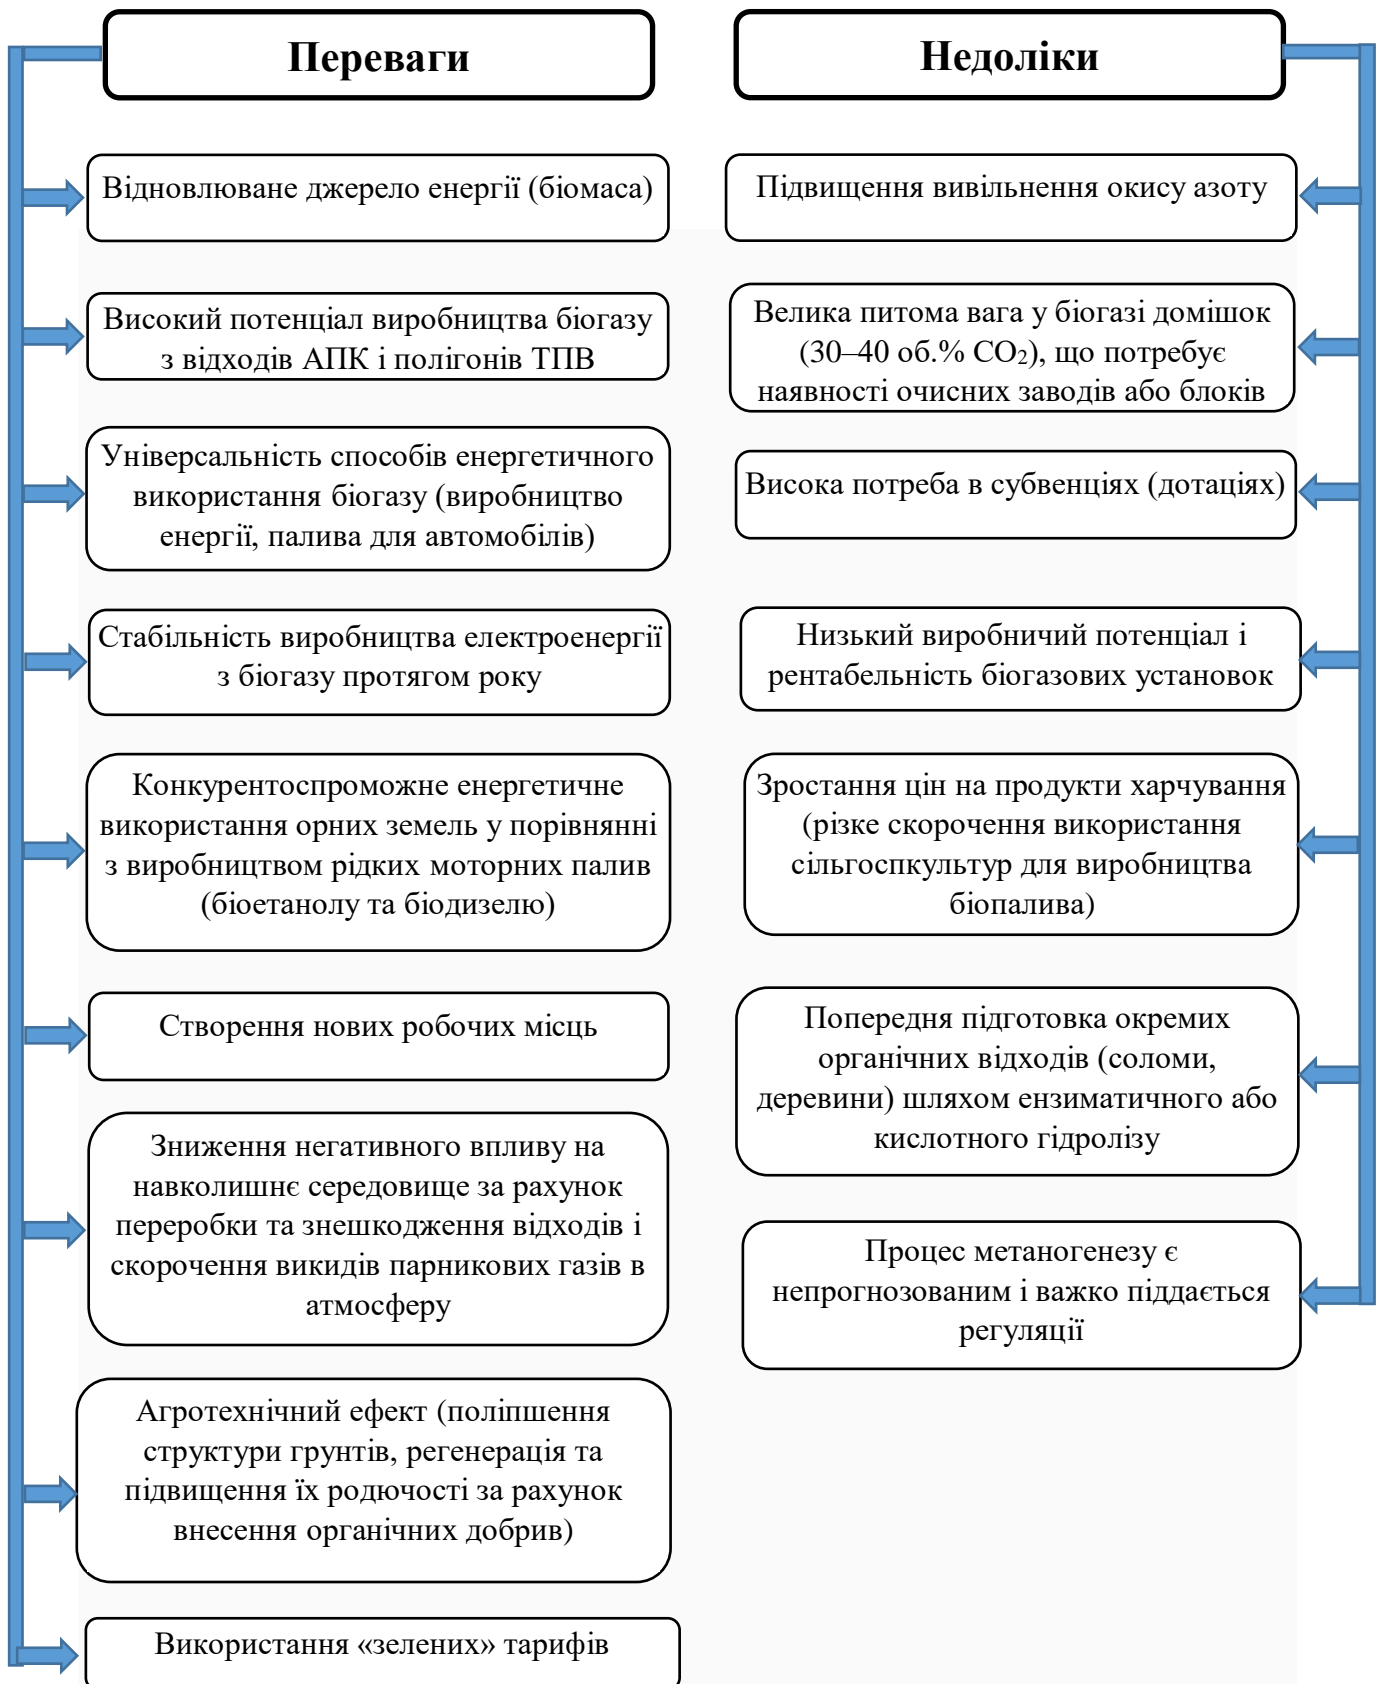 Переваги
Відновлюване джерело енергії (біомаса)
Високий потенціал виробництва біогазу
з відходів АПК і полігонів ТПВ
Універсальність способів енергетичного
використання біогазу (виробництво
енергії, палива для автомобілів)
Стабільність виробництва електроенергії
з біогазу протягом року
Конкурентоспроможне енергетичне
використання орних земель у порівнянні
з виробництвом рідких моторних палив
(біоетанолу та біодизелю)
Створення нових робочих місць
Зниження негативного впливу на
навколишнє середовище за рахунок
переробки та знешкодження відходів і
скорочення викидів парникових газів в
атмосферу
Агротехнічний ефект (поліпшення
структури грунтів, регенерація та
підвищення їх родючості за рахунок
внесення органічних добрив)
Використання «зелених» тарифів
Недоліки
Підвищення вивільнення окису азоту
Велика питома вага у біогазі домішок
(30–40 об.% CO₂), що потребує
наявності очисних заводів або блоків
Висока потреба в субвенціях (дотаціях)
Низький виробничий потенціал і
рентабельність біогазових установок
Зростання цін на продукти харчування
(різке скорочення використання
сільгоспкультур для виробництва
біопалива)
Попередня підготовка окремих
органічних відходів (соломи,
деревини) шляхом ензиматичного або
кислотного гідролізу
Процес метаногенезу є
непрогнозованим і важко піддається
регуляції